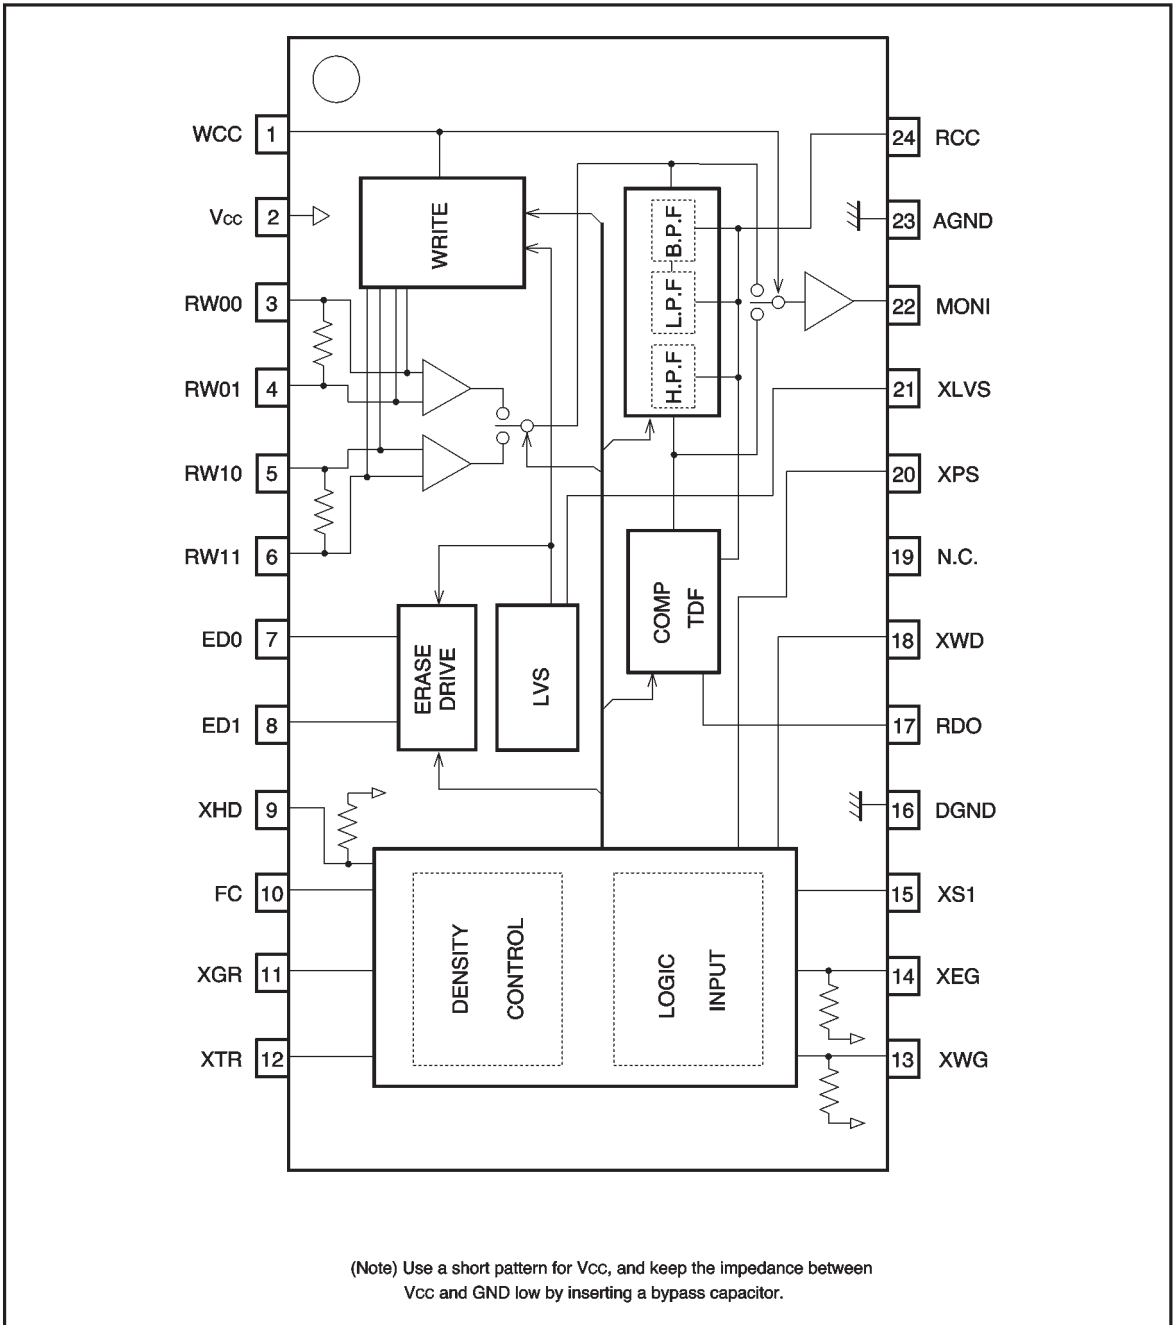 WCC 1
Vcc 2
RW00 3
RW01 4
RW10 5
RW11 6
ED0 7
ED1 8
XHD 9
FC 10
XGR 11
XTR 12
WRITE
B.P.F
L.P.F
H.P.F
COMP
TDF
ERASE
DRIVE
LVS
DENSITY
CONTROL
LOGIC
INPUT
24 RCC
23 AGND
22 MONI
21 XLVS
20 XPS
19 N.C.
18 XWD
17 RDO
16 DGND
15 XS1
14 XEG
13 XWG
(Note) Use a short pattern for Vcc, and keep the impedance between
Vcc and GND low by inserting a bypass capacitor.